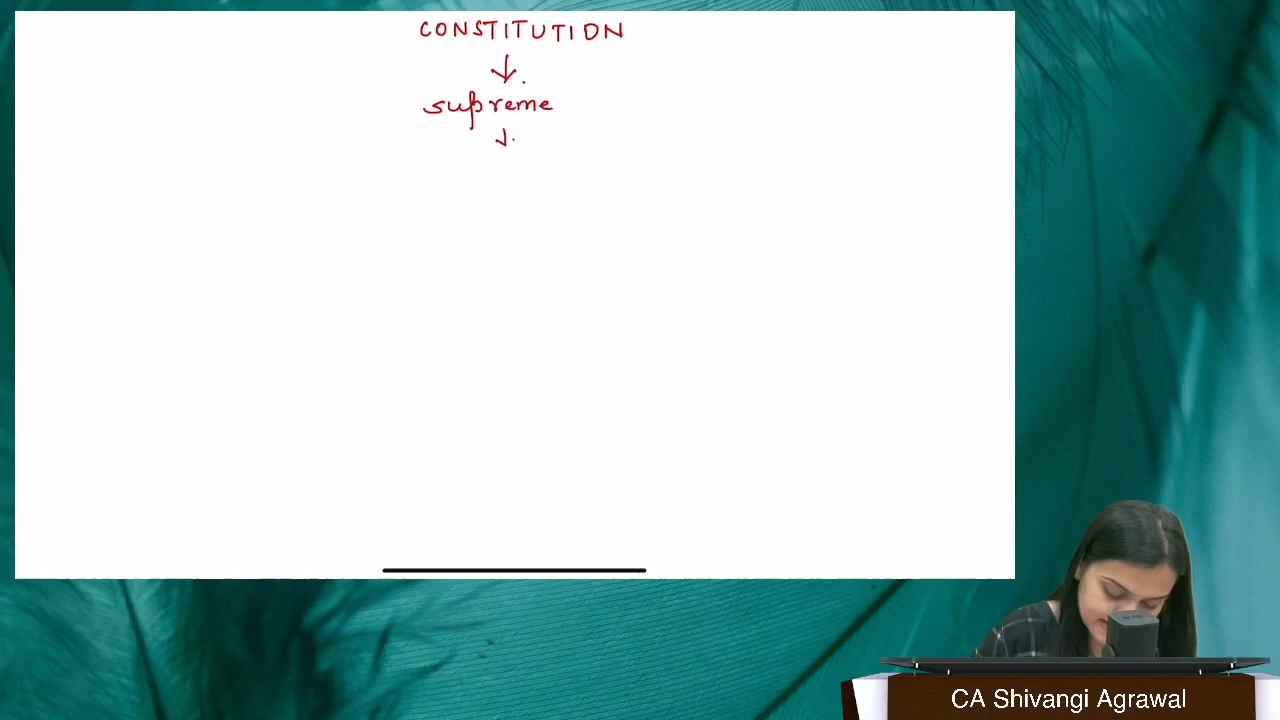 CONSTITUTION
↓
supreme
↓
CA Shivangi Agrawal